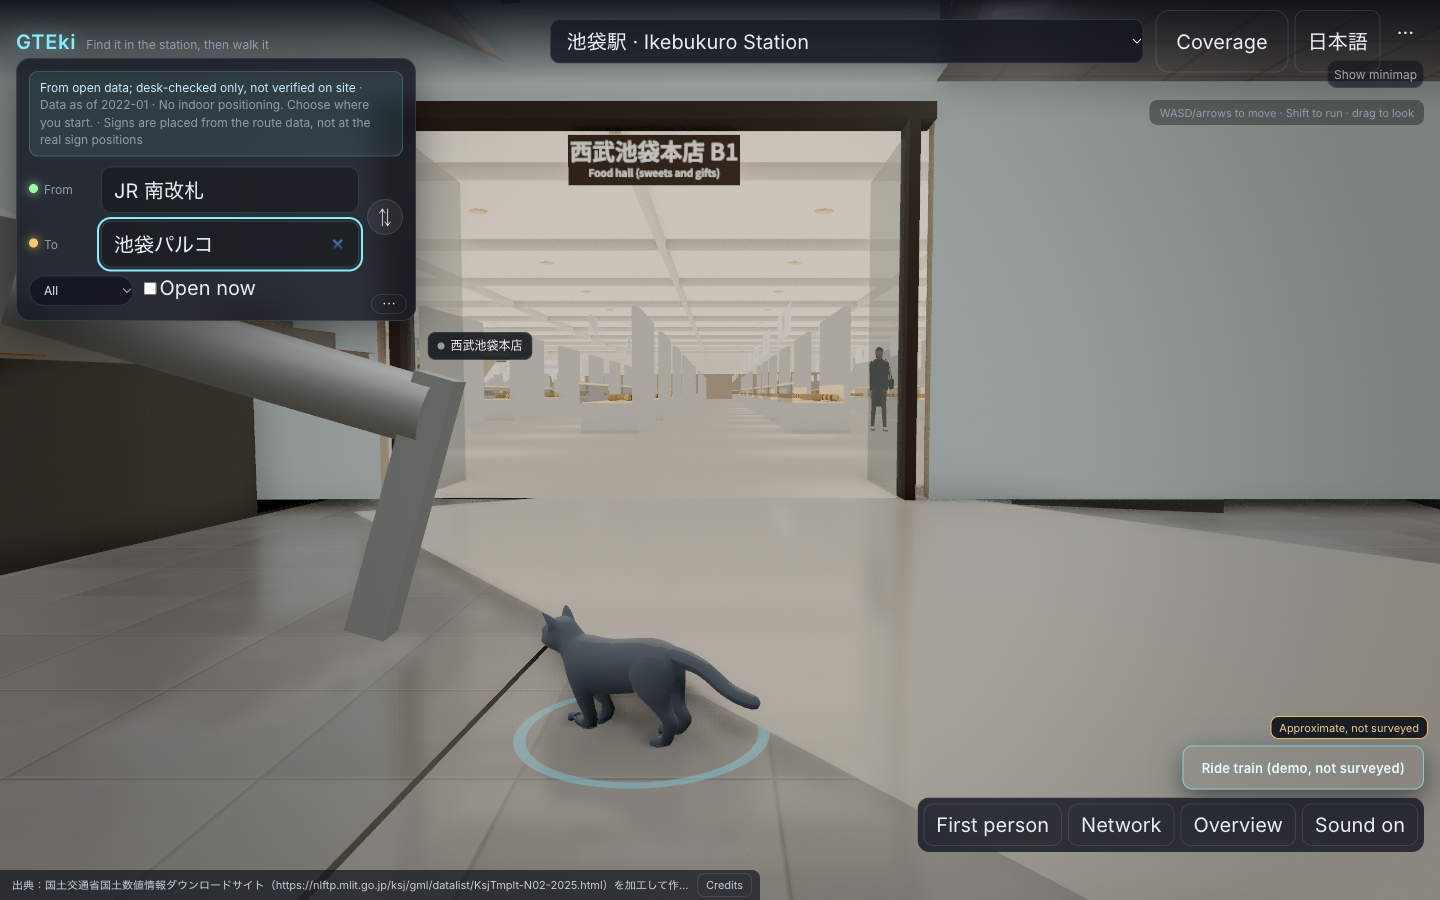 GTEki
Find it in the station, then walk it
池袋駅 · Ikebukuro Station
Coverage
日本語
···
Show minimap
WASD/arrows to move · Shift to run · drag to look
From open data; desk-checked only, not verified on site ·
Data as of 2022-01 · No indoor positioning. Choose where
you start. · Signs are placed from the route data, not at the
real sign positions
From
JR 南改札
To
池袋パルコ
All
Open now
···
西武池袋本店 B1
Food hall (sweets and gifts)
西武池袋本店
Approximate, not surveyed
Ride train (demo, not surveyed)
First person
Network
Overview
Sound on
出典：国土交通省国土数値情報ダウンロードサイト（https://nlftp.mlit.go.jp/ksj/gml/datalist/KsjTmplt-N02-2025.html）を加工して作...
Credits